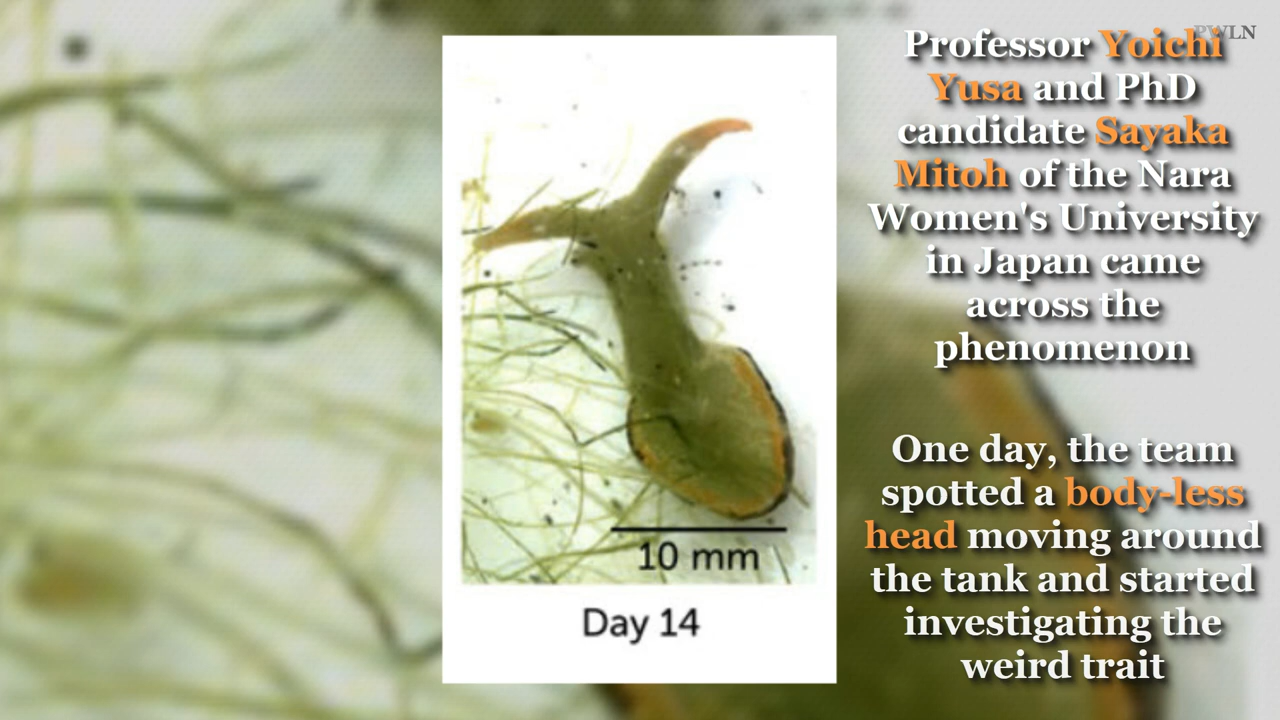 PWLN
Professor Yoichi
Yusa and PhD
candidate Sayaka
Mitoh of the Nara
Women's University
in Japan came
across the
phenomenon
One day, the team
spotted a body-less
head moving around
the tank and started
investigating the
weird trait
10 mm
Day 14